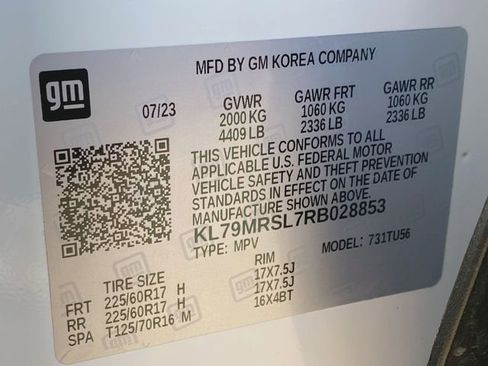 gm
MFD BY GM KOREA COMPANY
07/23 GVWR GAWR FRT GAWR RR
2000 KG 1060 KG 1060 KG
4409 LB 2336 LB 2336 LB
THIS VEHICLE CONFORMS TO ALL
APPLICABLE U.S. FEDERAL MOTOR
VEHICLE SAFETY AND THEFT PREVENTION
STANDARDS IN EFFECT ON THE DATE OF
MANUFACTURE SHOWN ABOVE.
KL79MRSL7RB028853
TYPE: MPV MODEL: 731TU56
TIRE SIZE RIM
FRT 225/60R17 H 17X7.5J
RR 225/60R17 H 17X7.5J
SPA T125/70R16 M 16X4BT